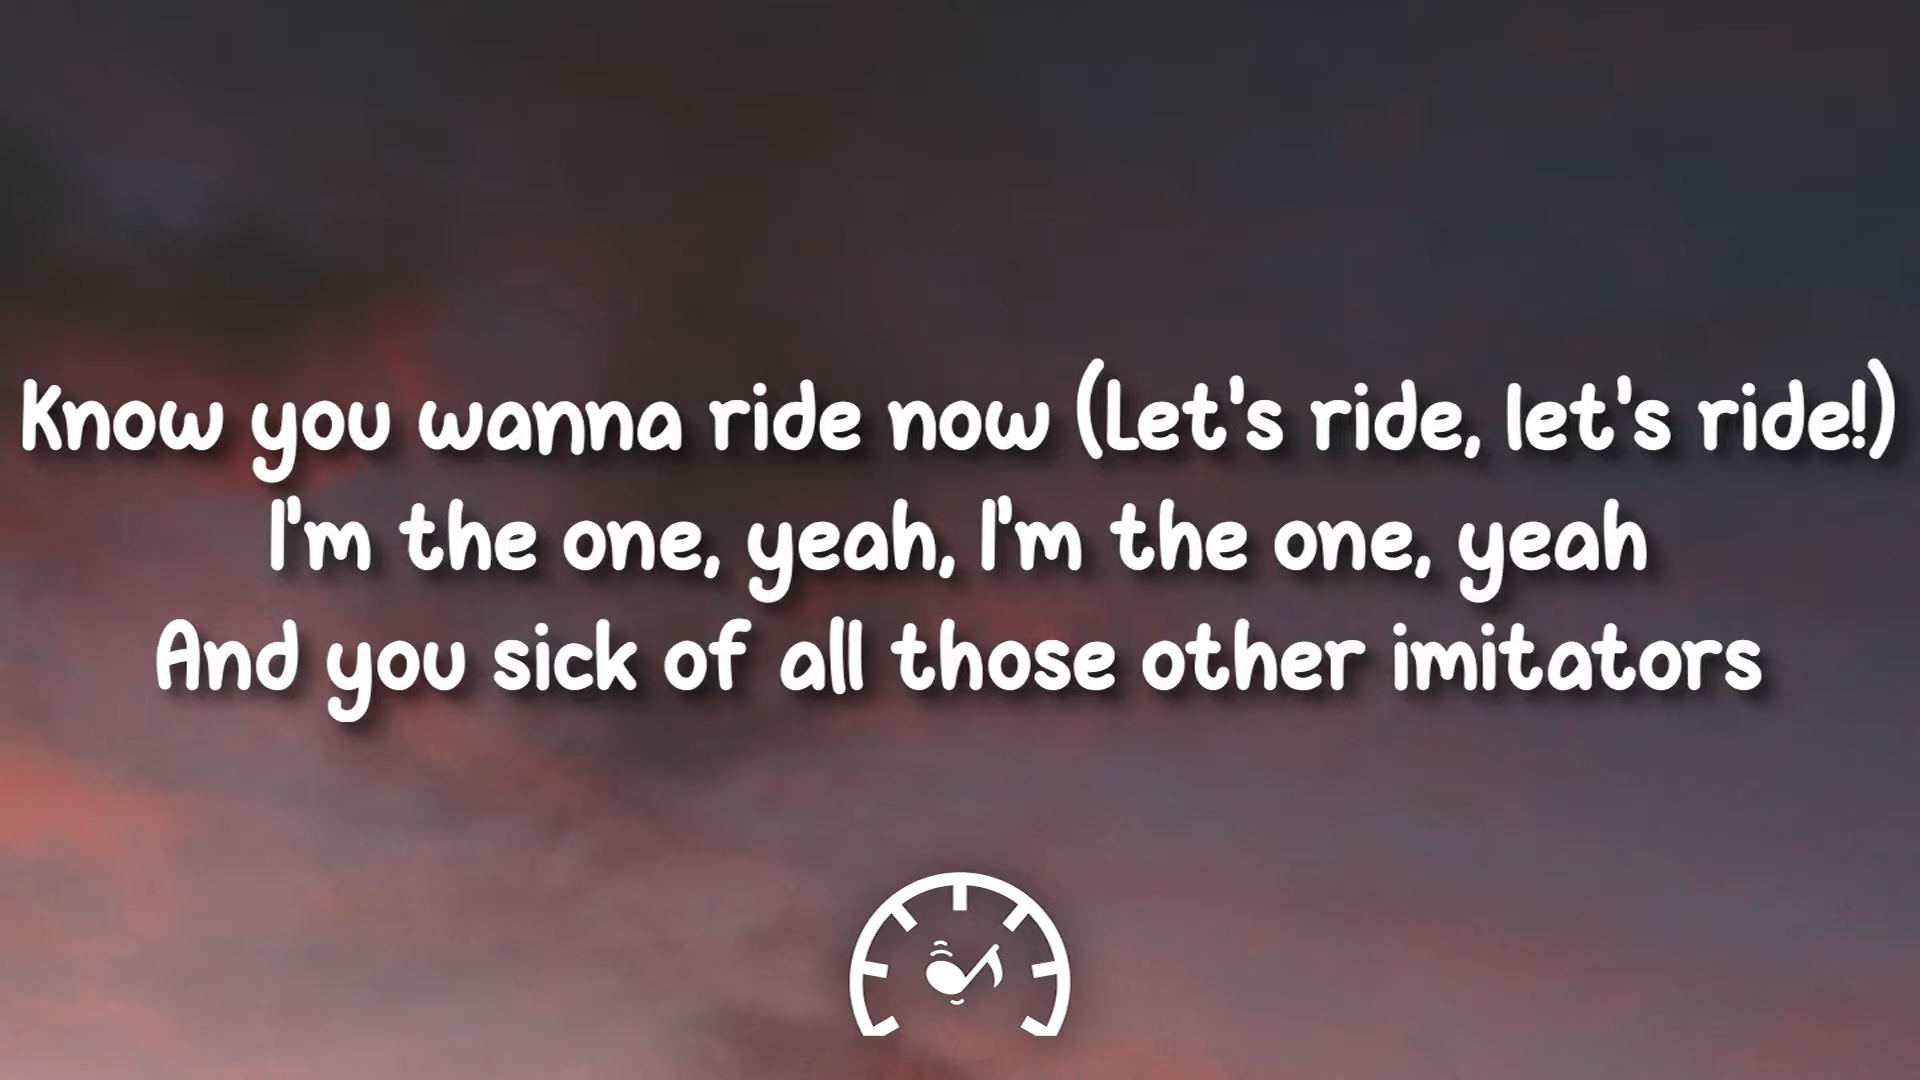 Know you wanna ride now (Let's ride, let's ride!)
I'm the one, yeah, I'm the one, yeah
And you sick of all those other imitators